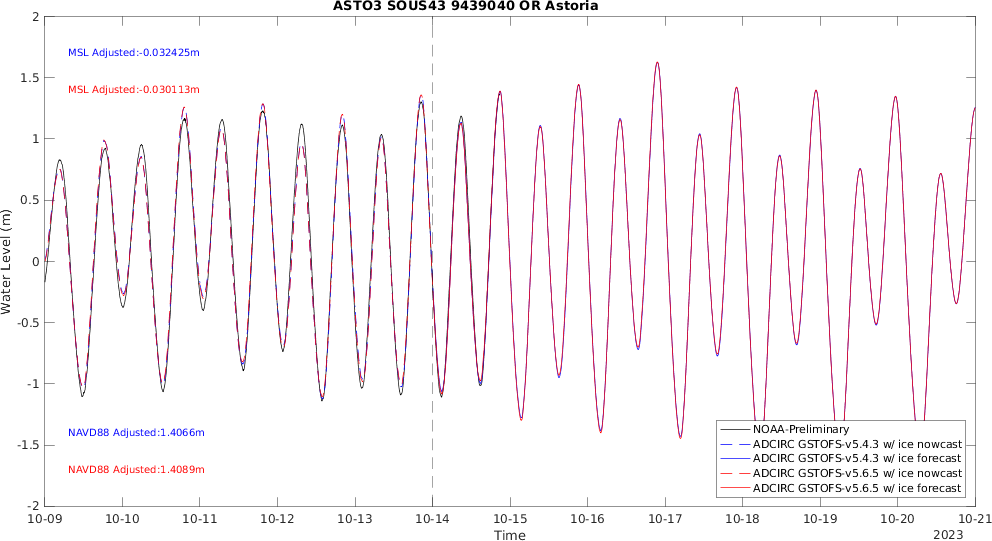 ASTO3 SOUS43 9439040 OR Astoria
2
1.5
1
0.5
0
-0.5
-1
-1.5
-2
Water Level (m)
MSL Adjusted:-0.032425m
MSL Adjusted:-0.030113m
NAVD88 Adjusted:1.4066m
NAVD88 Adjusted:1.4089m
NOAA-Preliminary
ADCIRC GSTOFS-v5.4.3 w/ ice nowcast
ADCIRC GSTOFS-v5.4.3 w/ ice forecast
ADCIRC GSTOFS-v5.6.5 w/ ice nowcast
ADCIRC GSTOFS-v5.6.5 w/ ice forecast
10-09 10-10 10-11 10-12 10-13 10-14 10-15 10-16 10-17 10-18 10-19 10-20 10-21
Time
2023